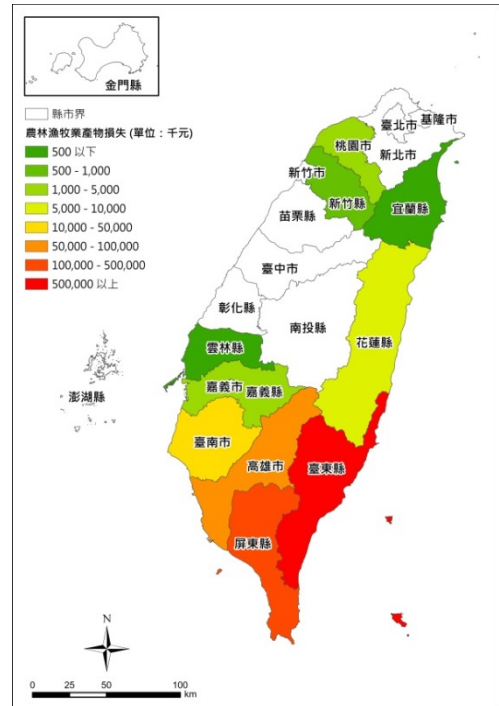 金門縣
縣市界
農林漁牧業產物損失 (單位：千元)
500 以下
500 - 1,000
1,000 - 5,000
5,000 - 10,000
10,000 - 50,000
50,000 - 100,000
100,000 - 500,000
500,000 以上
基隆市
臺北市
桃園市
新北市
新竹市
新竹縣
宜蘭縣
苗栗縣
臺中市
彰化縣
南投縣
花蓮縣
雲林縣
澎湖縣
嘉義市
嘉義縣
臺南市
高雄市
臺東縣
屏東縣
N
0 25 50 100
km